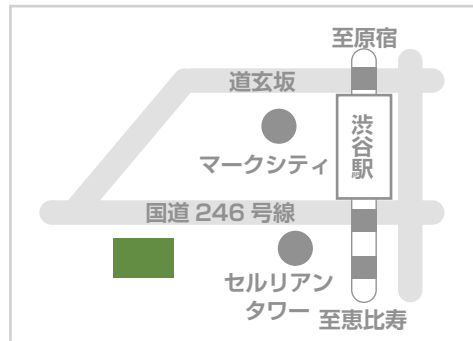 至原宿
道玄坂
渋谷駅
マークシティ
国道 246 号線
セルリアン
タワー
至恵比寿